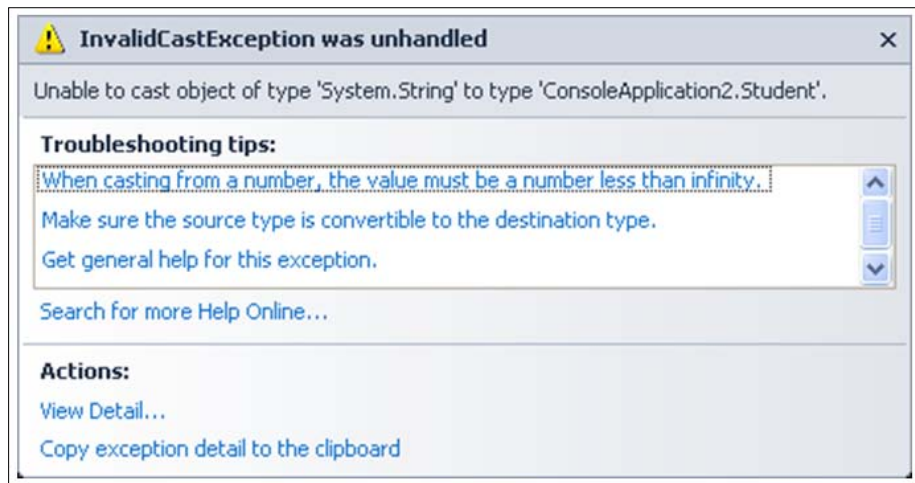 InvalidCastException was unhandled
Unable to cast object of type 'System.String' to type 'ConsoleApplication2.Student'.
Troubleshooting tips:
When casting from a number, the value must be a number less than infinity.
Make sure the source type is convertible to the destination type.
Get general help for this exception.
Search for more Help Online...
Actions:
View Detail...
Copy exception detail to the clipboard